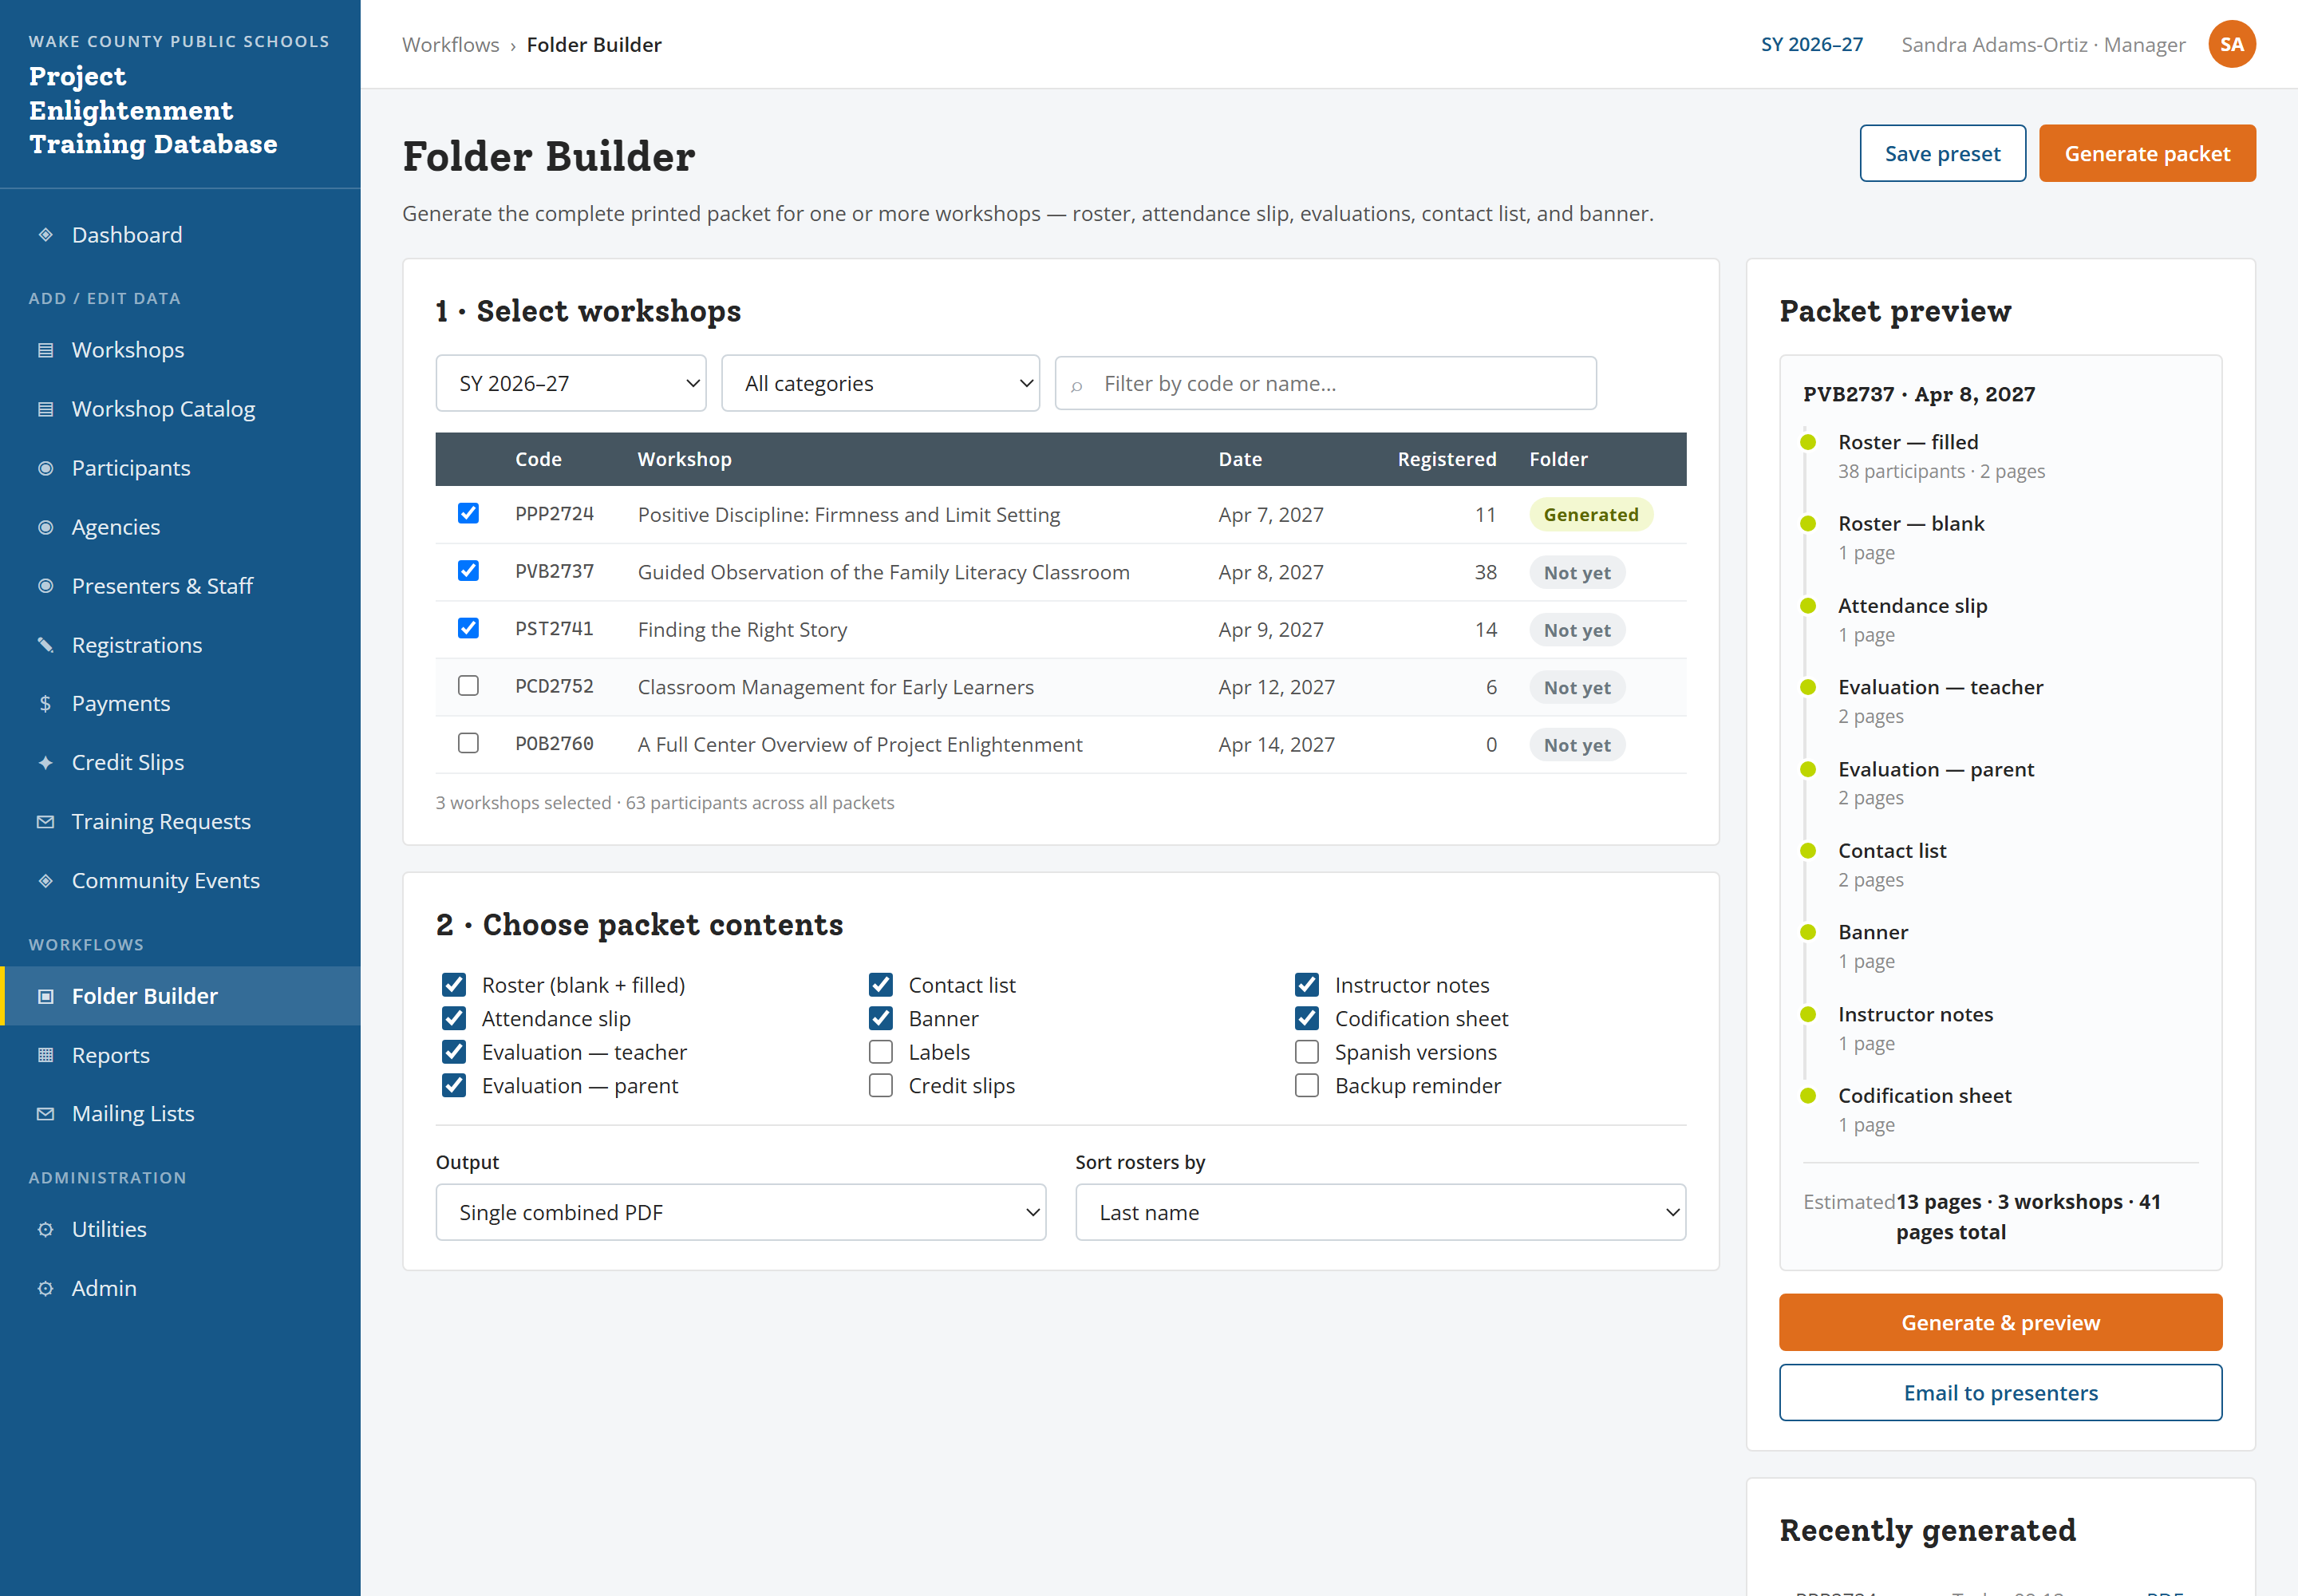 WAKE COUNTY PUBLIC SCHOOLS
Project
Enlightenment
Training Database
Dashboard
ADD / EDIT DATA
Workshops
Workshop Catalog
Participants
Agencies
Presenters & Staff
Registrations
$ Payments
Credit Slips
Training Requests
Community Events
WORKFLOWS
Folder Builder
Reports
Mailing Lists
ADMINISTRATION
Utilities
Admin
Workflows › Folder Builder
SY 2026–27 Sandra Adams-Ortiz · Manager SA
Folder Builder
Save preset Generate packet
Generate the complete printed packet for one or more workshops — roster, attendance slip, evaluations, contact list, and banner.
1 · Select workshops
SY 2026–27 All categories Filter by code or name...
Code Workshop Date Registered Folder
PPP2724 Positive Discipline: Firmness and Limit Setting Apr 7, 2027 11 Generated
PVB2737 Guided Observation of the Family Literacy Classroom Apr 8, 2027 38 Not yet
PST2741 Finding the Right Story Apr 9, 2027 14 Not yet
PCD2752 Classroom Management for Early Learners Apr 12, 2027 6 Not yet
POB2760 A Full Center Overview of Project Enlightenment Apr 14, 2027 0 Not yet
3 workshops selected · 63 participants across all packets
2 · Choose packet contents
Roster (blank + filled) Contact list Instructor notes
Attendance slip Banner Codification sheet
Evaluation — teacher Labels Spanish versions
Evaluation — parent Credit slips Backup reminder
Output Sort rosters by
Single combined PDF Last name
Packet preview
PVB2737 · Apr 8, 2027
Roster — filled
38 participants · 2 pages
Roster — blank
1 page
Attendance slip
1 page
Evaluation — teacher
2 pages
Evaluation — parent
2 pages
Contact list
2 pages
Banner
1 page
Instructor notes
1 page
Codification sheet
1 page
Estimated 13 pages · 3 workshops · 41
pages total
Generate & preview
Email to presenters
Recently generated